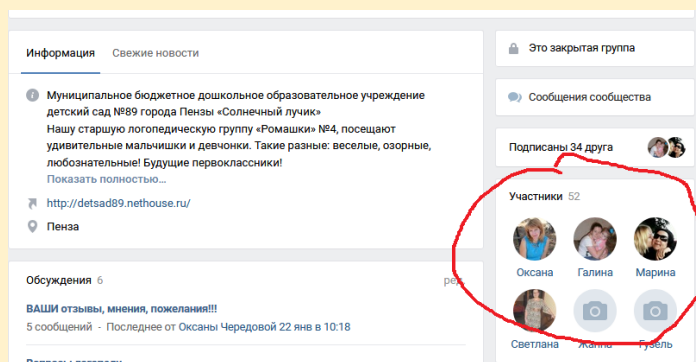 Информация Свежие новости
Муниципальное бюджетное дошкольное образовательное учреждение
детский сад №89 города Пензы «Солнечный лучик»
Нашу старшую логопедическую группу «Ромашки» №4, посещают
удивительные мальчишки и девчонки. Такие разные: веселые, озорные,
любознательные! Будущие первоклассники!
Показать полностью...
http://detsad89.nethouse.ru/
Пенза
Обсуждения 6 ред.
ВАШИ отзывы, мнения, пожелания!!!
5 сообщений - Последнее от Оксаны Чередовой 22 янв в 10:18
Это закрытая группа
Сообщения сообщества
Подписаны 34 друга
Участники 52
Оксана Галина Марина
Светлана Жанна Гузель